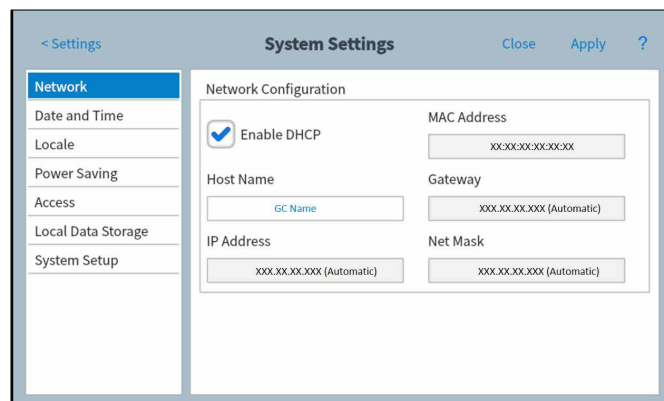 < Settings
System Settings
Close
Apply
?
Network
Date and Time
Locale
Power Saving
Access
Local Data Storage
System Setup
Network Configuration
Enable DHCP
MAC Address
XX:XX:XX:XX:XX:XX
Host Name
GC Name
Gateway
XXX.XX.XX.XXX (Automatic)
IP Address
XXX.XX.XX.XXX (Automatic)
Net Mask
XXX.XX.XX.XXX (Automatic)